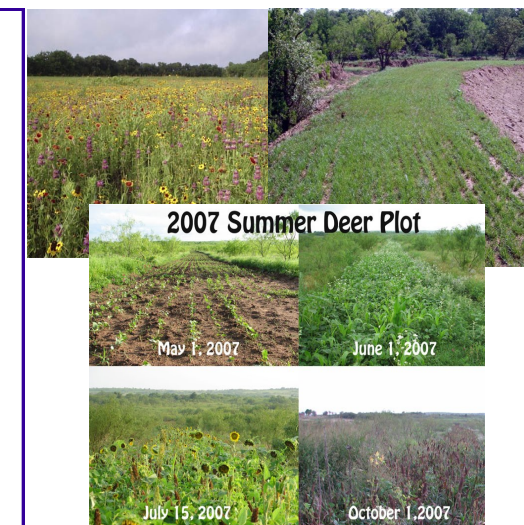 2007 Summer Deer Plot
May 1, 2007
June 1, 2007
July 15, 2007
October 1,2007